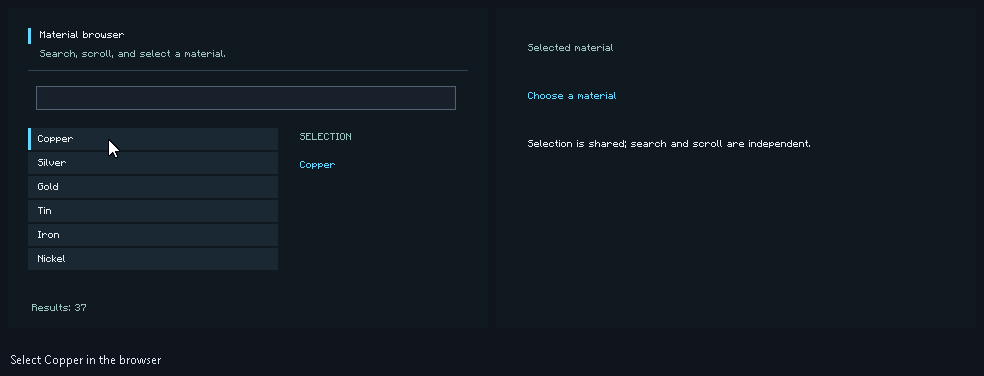 Material browser
Search, scroll, and select a material.
Copper
Silver
Gold
Tin
Iron
Nickel
Results: 37
SELECTION
Copper
Selected material
Choose a material
Selection is shared; search and scroll are independent.
Select Copper in the browser